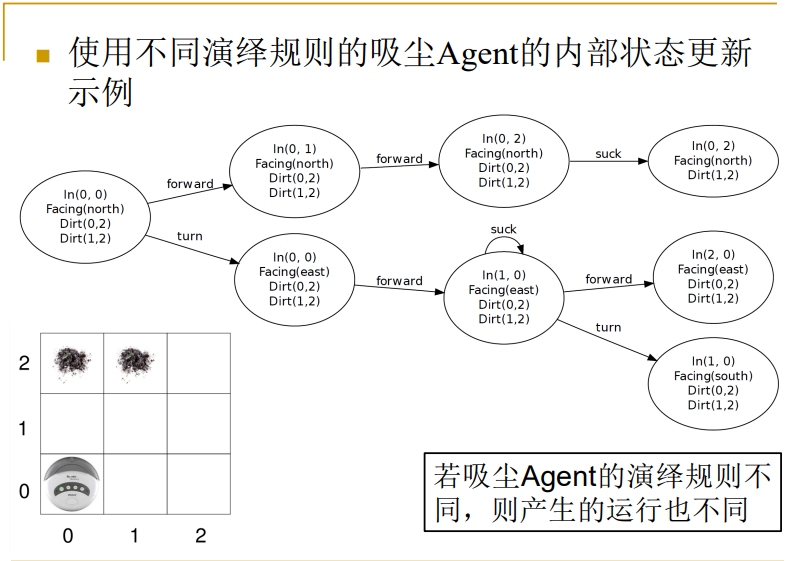 使用不同演绎规则的吸尘Agent的内部状态更新
示例
In(0, 0)
Facing(north)
Dirt(0,2)
Dirt(1,2)
forward
turn
In(0, 1)
Facing(north)
Dirt(0,2)
Dirt(1,2)
forward
In(0, 2)
Facing(north)
Dirt(0,2)
Dirt(1,2)
suck
In(0, 2)
Facing(north)
Dirt(1,2)
In(0, 0)
Facing(east)
Dirt(0,2)
Dirt(1,2)
forward
suck
In(1, 0)
Facing(east)
Dirt(0,2)
Dirt(1,2)
forward
turn
In(2, 0)
Facing(east)
Dirt(0,2)
Dirt(1,2)
In(1, 0)
Facing(south)
Dirt(0,2)
Dirt(1,2)
2
1
0
0 1 2
若吸尘Agent的演绎规则不
同，则产生的运行也不同